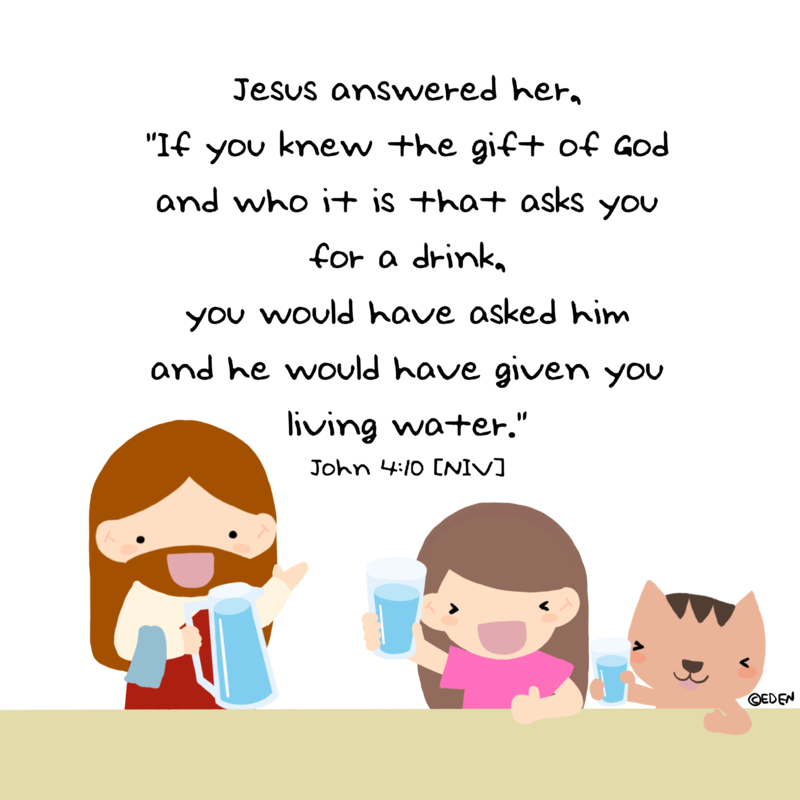 Jesus answered her,
"If you knew the gift of God
and who it is that asks you
for a drink,
you would have asked him
and he would have given you
living water."
John 4:10 [NIV]
©EDEN